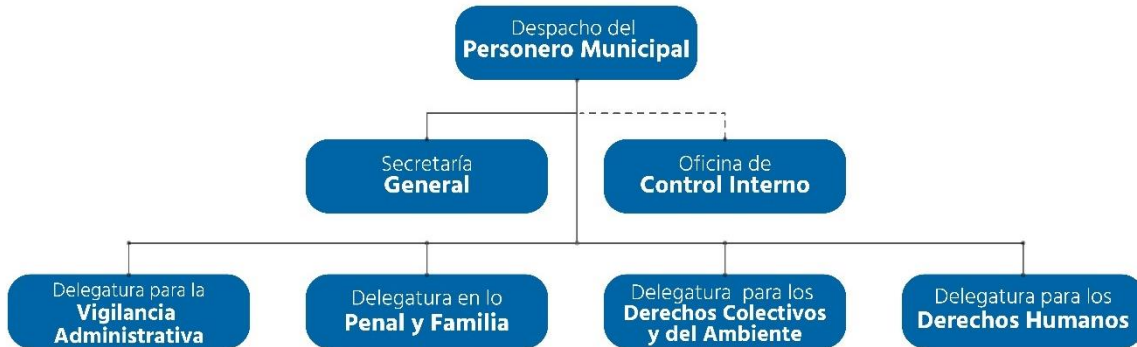 Despacho del
Personero Municipal
Secretaría
General
Oficina de
Control Interno
Delegatura para la
Vigilancia
Administrativa
Delegatura en lo
Penal y Familia
Delegatura para los
Derechos Colectivos
y del Ambiente
Delegatura para los
Derechos Humanos